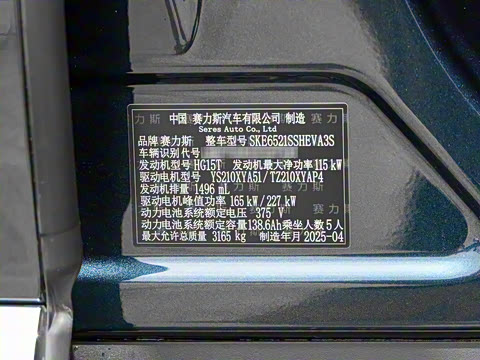 中国 赛力斯汽车有限公司 制造
Seres Auto Co., Ltd
品牌 赛力斯 整车型号 SKE6521SSHEVA3S
车辆识别代号
发动机型号 HG15T 发动机最大净功率 115 kW
驱动电机型号 YS210XYA51/TZ210XYAP4
发动机排量 1496 mL
驱动电机峰值功率 165 kW/227 kW
动力电池系统额定电压 375 V
动力电池系统额定容量138.6Ah乘坐人数 5人
最大允许总质量 3165 kg 制造年月 2025-04